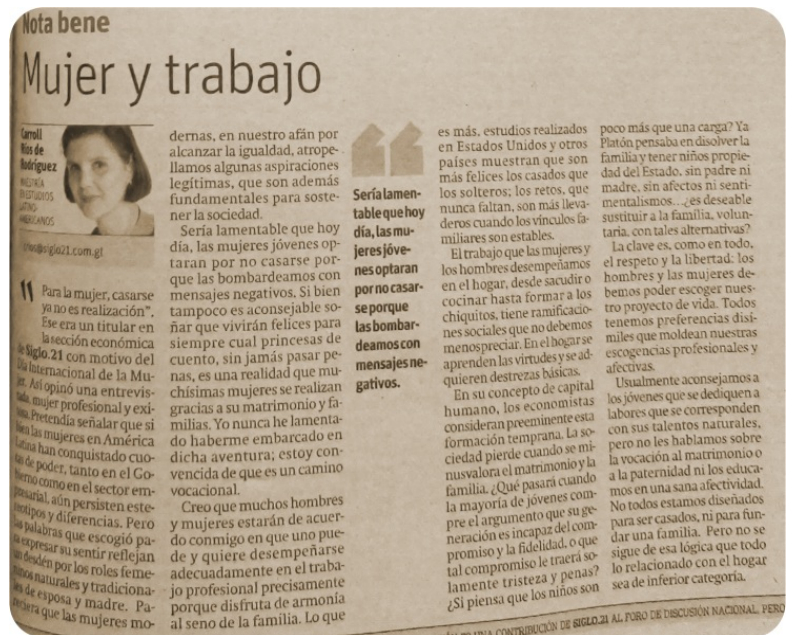 Nota bene
Mujer y trabajo
Carroll
Ríos de
Rodríguez
MAESTRÍA
EN ESTUDIOS
LATINO-
AMERICANOS
@siglo21.com.gt
"Para la mujer, casarse
ya no es realización".
Ese era un titular en
la sección económica
de Siglo.21 con motivo del
Día Internacional de la Mu-
jer. Así opinó una entrevis-
tada, mujer profesional y exi-
tosa. Pretendía señalar que si
bien las mujeres en América
Latina han conquistado cuo-
tas de poder, tanto en el Go-
bierno como en el sector em-
presarial, aún persisten este-
reotipos y diferencias. Pero
las palabras que escogió pa-
ra expresar su sentir reflejan
un desdén por los roles feme-
ninos naturales y tradiciona-
les de esposa y madre. Pa-
reciera que las mujeres mo-
dernas, en nuestro afán por
alcanzar la igualdad, atrope-
llamos algunas aspiraciones
legítimas, que son además
fundamentales para soste-
ner la sociedad.
Sería lamentable que hoy
día, las mujeres jóvenes op-
taran por no casarse por-
que las bombardeamos con
mensajes negativos. Si bien
tampoco es aconsejable so-
ñar que vivirán felices para
siempre cual princesas de
cuento, sin jamás pasar pe-
nas, es una realidad que mu-
chísimas mujeres se realizan
gracias a su matrimonio y fa-
milias. Yo nunca he lamenta-
do haberme embarcado en
dicha aventura; estoy con-
vencida de que es un camino
vocacional.
Creo que muchos hombres
y mujeres estarán de acuer-
do conmigo en que uno pue-
de y quiere desempeñarse
adecuadamente en el traba-
jo profesional precisamente
porque disfruta de armonía
al seno de la familia. Lo que
Sería lamen-
table que hoy
día, las mu-
jeres jóve-
nes optaran
por no casar-
se porque
las bombar-
deamos con
mensajes ne-
gativos.
es más, estudios realizados
en Estados Unidos y otros
países muestran que son
más felices los casados que
los solteros; los retos, que
nunca faltan, son más lleva-
deros cuando los vínculos fa-
miliares son estables.
El trabajo que las mujeres y
los hombres desempeñamos
en el hogar, desde sacudir o
cocinar hasta formar a los
chiquitos, tiene ramificacio-
nes sociales que no debemos
menospreciar. En el hogar se
aprenden las virtudes y se ad-
quieren destrezas básicas.
En su concepto de capital
humano, los economistas
consideran preeminente esta
formación temprana. La so-
ciedad pierde cuando se mi-
nusvalora el matrimonio y la
familia. ¿Qué pasará cuando
la mayoría de jóvenes com-
pre el argumento que su ge-
neración es incapaz del com-
promiso y la fidelidad, o que
tal compromiso le traerá so-
lamente tristeza y penas?
¿Si piensa que los niños son
poco más que una carga? Ya
Platón pensaba en disolver la
familia y tener niños propie-
dad del Estado, sin padre ni
madre, sin afectos ni senti-
mentalismos...¿es deseable
sustituir a la familia, volun-
taria, con tales alternativas?
La clave es, como en todo,
el respeto y la libertad: los
hombres y las mujeres de-
bemos poder escoger nues-
tro proyecto de vida. Todos
tenemos preferencias disí-
miles que moldean nuestras
escogencias profesionales y
afectivas.
Usualmente aconsejamos a
los jóvenes que se dediquen a
labores que se corresponden
con sus talentos naturales,
pero no les hablamos sobre
la vocación al matrimonio o
a la paternidad ni los educa-
mos en una sana afectividad.
No todos estamos diseñados
para ser casados, ni para fun-
dar una familia. Pero no se
sigue de esa lógica que todo
lo relacionado con el hogar
sea de inferior categoría.
UNA CONTRIBUCIÓN DE SIGLO.21 AL FORO DE DISCUSIÓN NACIONAL. PERO